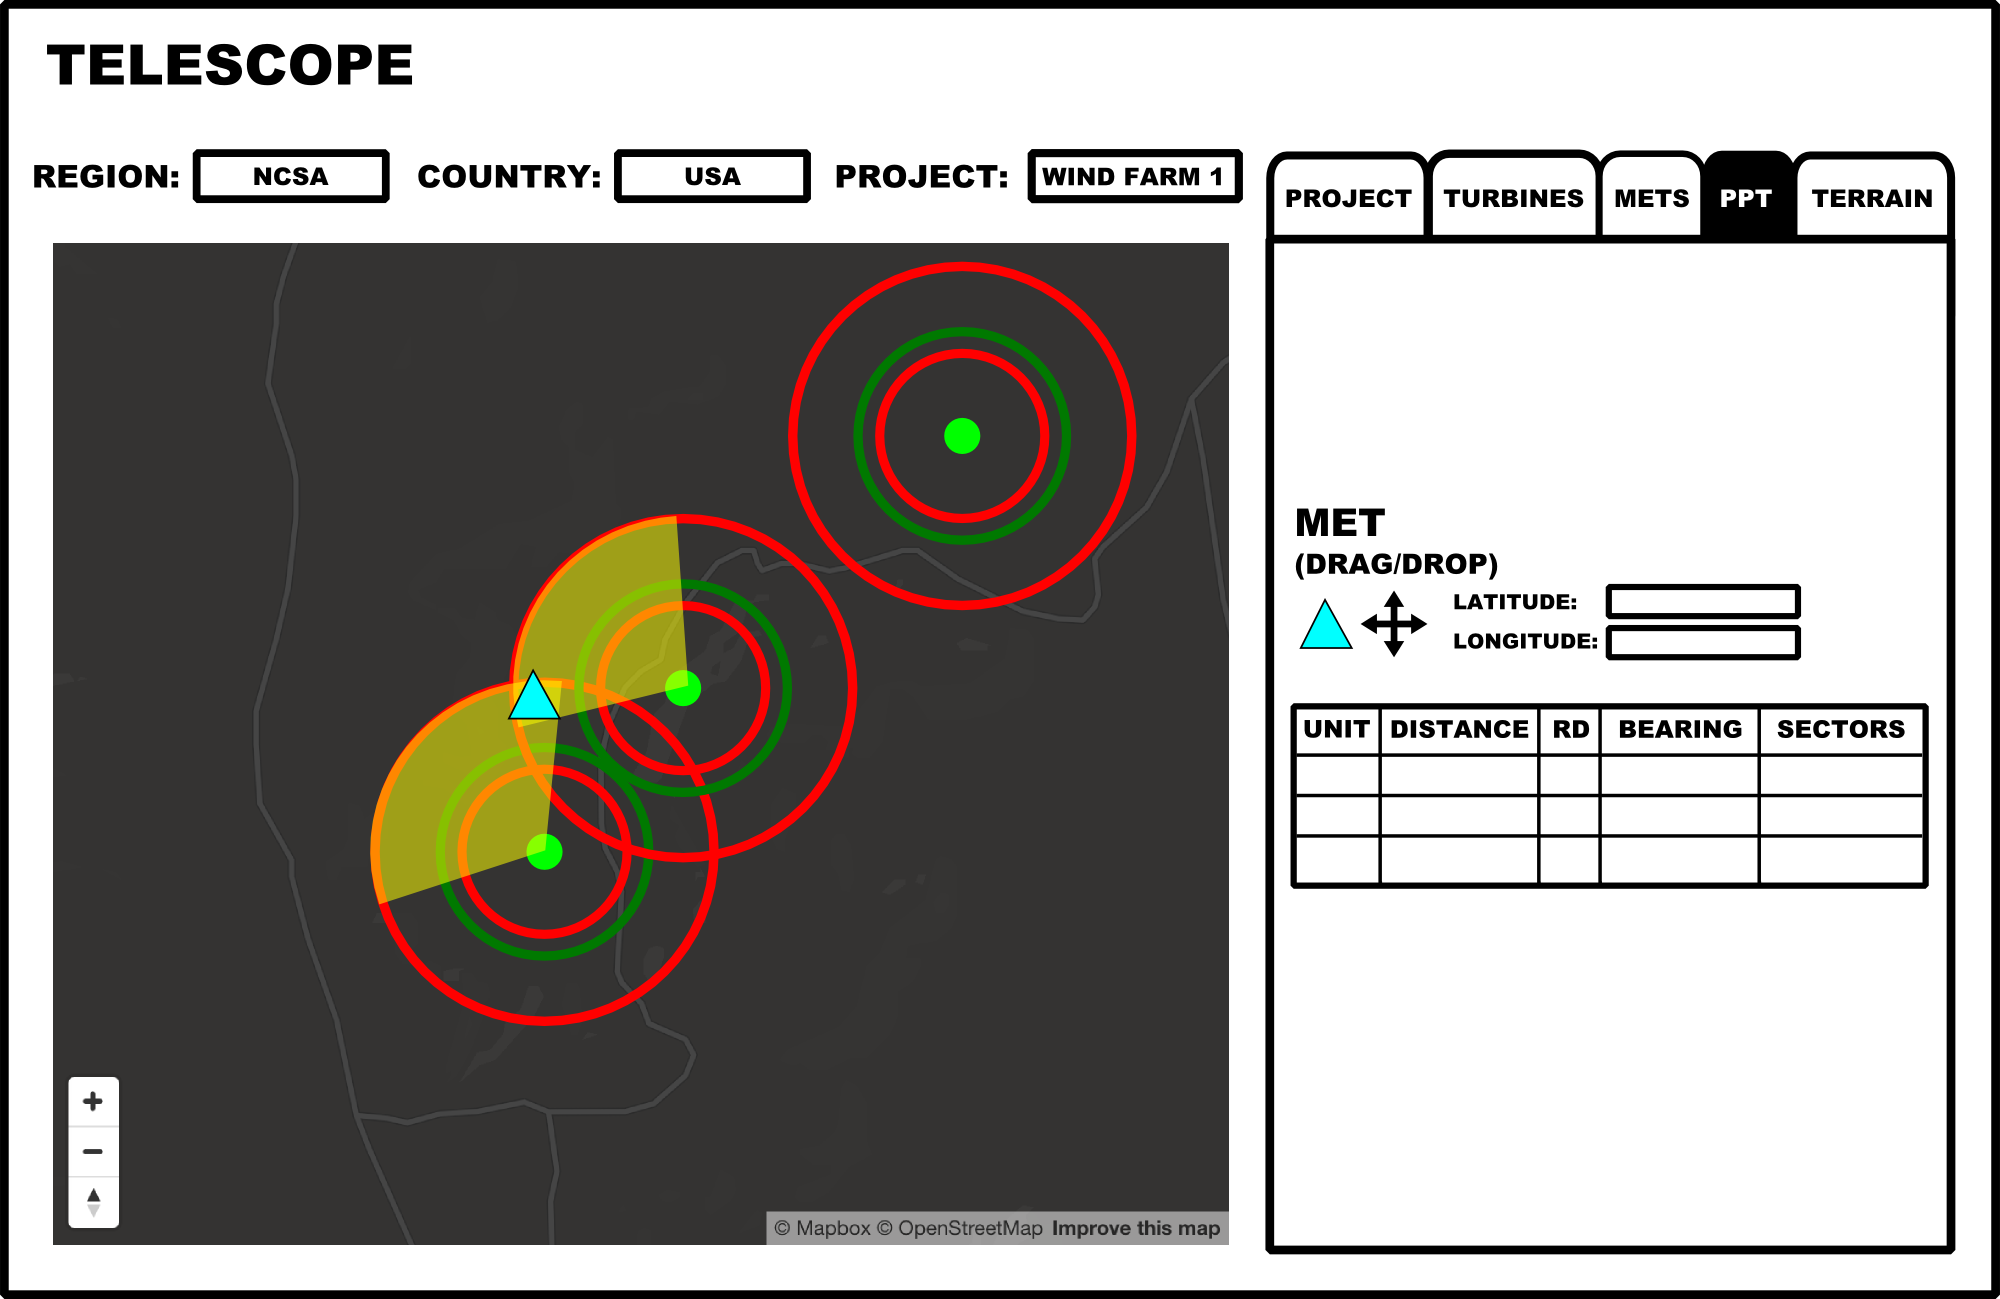 TELESCOPE
REGION: NCSA COUNTRY: USA PROJECT: WIND FARM 1
PROJECT TURBINES METS PPT TERRAIN
MET
(DRAG/DROP)
LATITUDE:
LONGITUDE:
UNIT DISTANCE RD BEARING SECTORS
© Mapbox © OpenStreetMap Improve this map